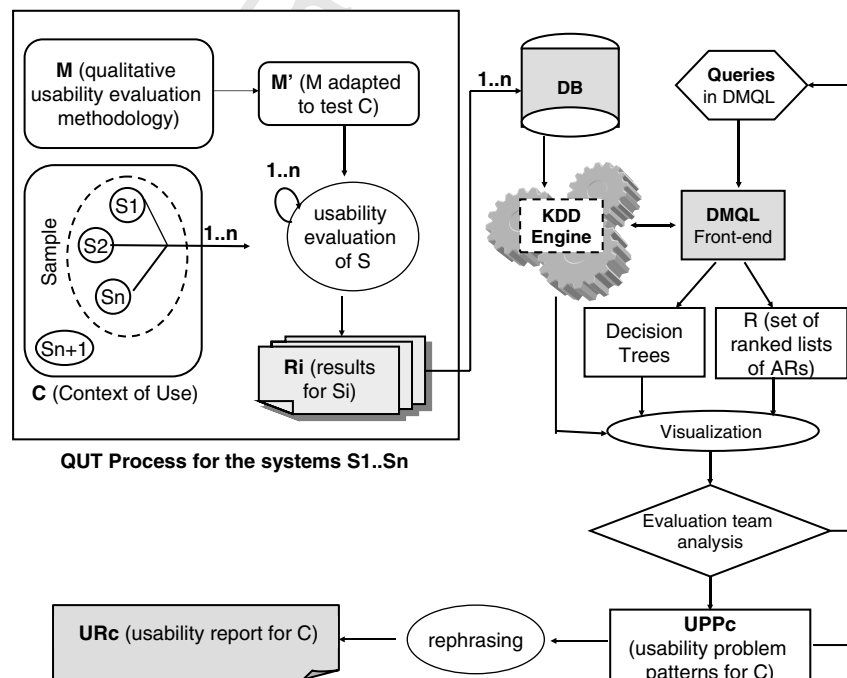 M (qualitative
usability evaluation
methodology)
M' (M adapted
to test C)
1..n
DB
Queries
in DMQL
Sample
S1
S2
Sn
Sn+1
1..n
1..n
usability
evaluation
of S
KDD
Engine
DMQL
Front-end
C (Context of Use)
Ri (results
for Si)
Decision
Trees
R (set of
ranked lists
of ARs)
Visualization
QUT Process for the systems S1..Sn
Evaluation team
analysis
URc (usability report for C)
rephrasing
UPPc
(usability problem
patterns for C)